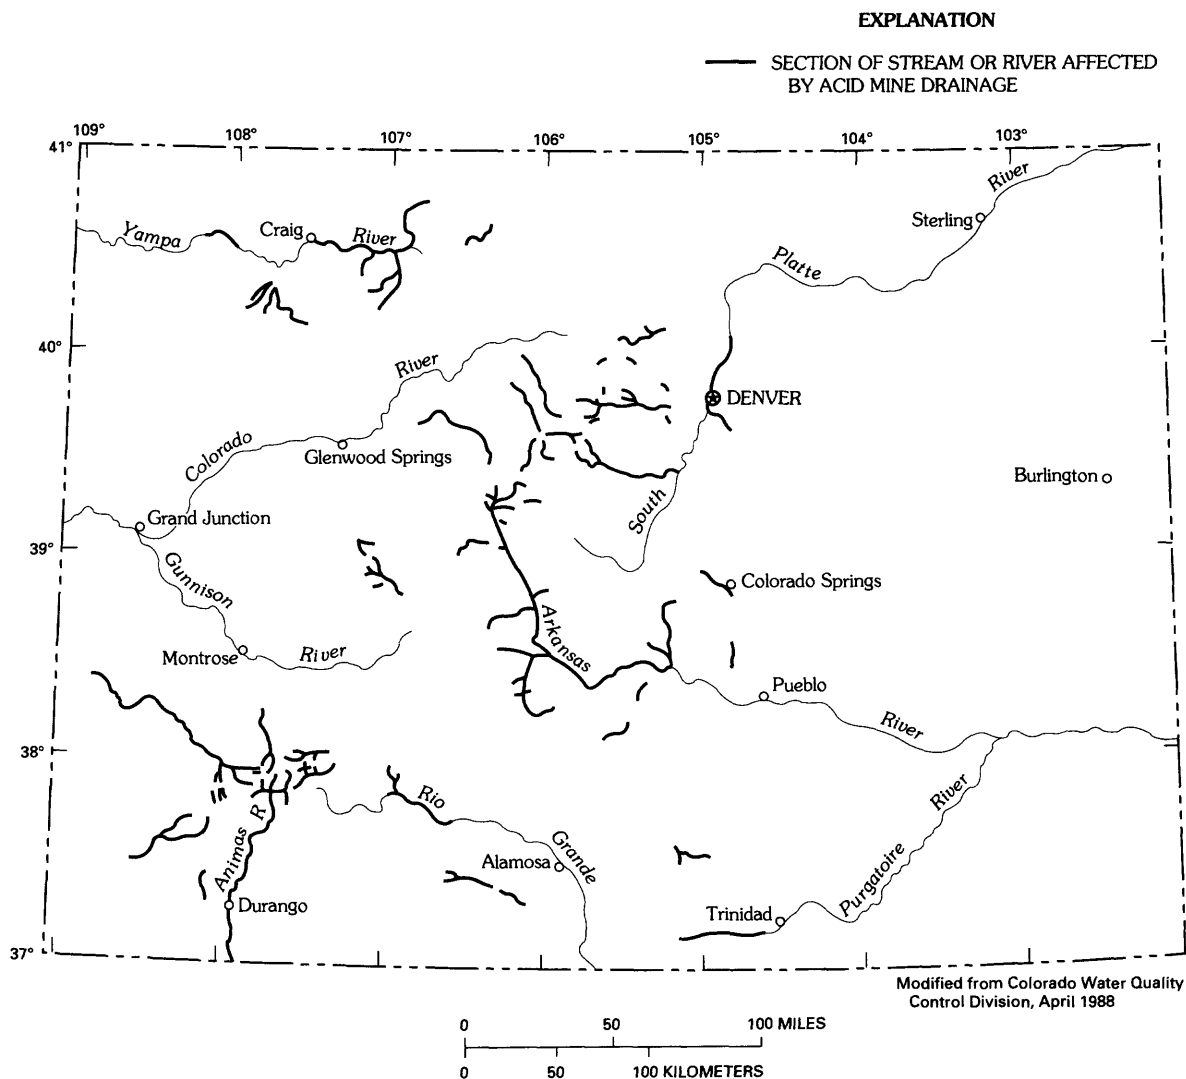 EXPLANATION
SECTION OF STREAM OR RIVER AFFECTED
BY ACID MINE DRAINAGE
109°
108°
107°
106°
105°
104°
103°
41°
River
Sterling
Yampa
Craig
River
Platte
40°
River
DENVER
Colorado
Glenwood Springs
Burlington
South
Grand Junction
39°
Gunnison
Colorado Springs
Arkansas
Montrose
River
Pueblo
River
38°
River
Rio
Animas R
Grande
Alamosa
Purgatoire
Durango
Trinidad
37°
Modified from Colorado Water Quality
Control Division, April 1988
0 50 100 MILES
0 50 100 KILOMETERS